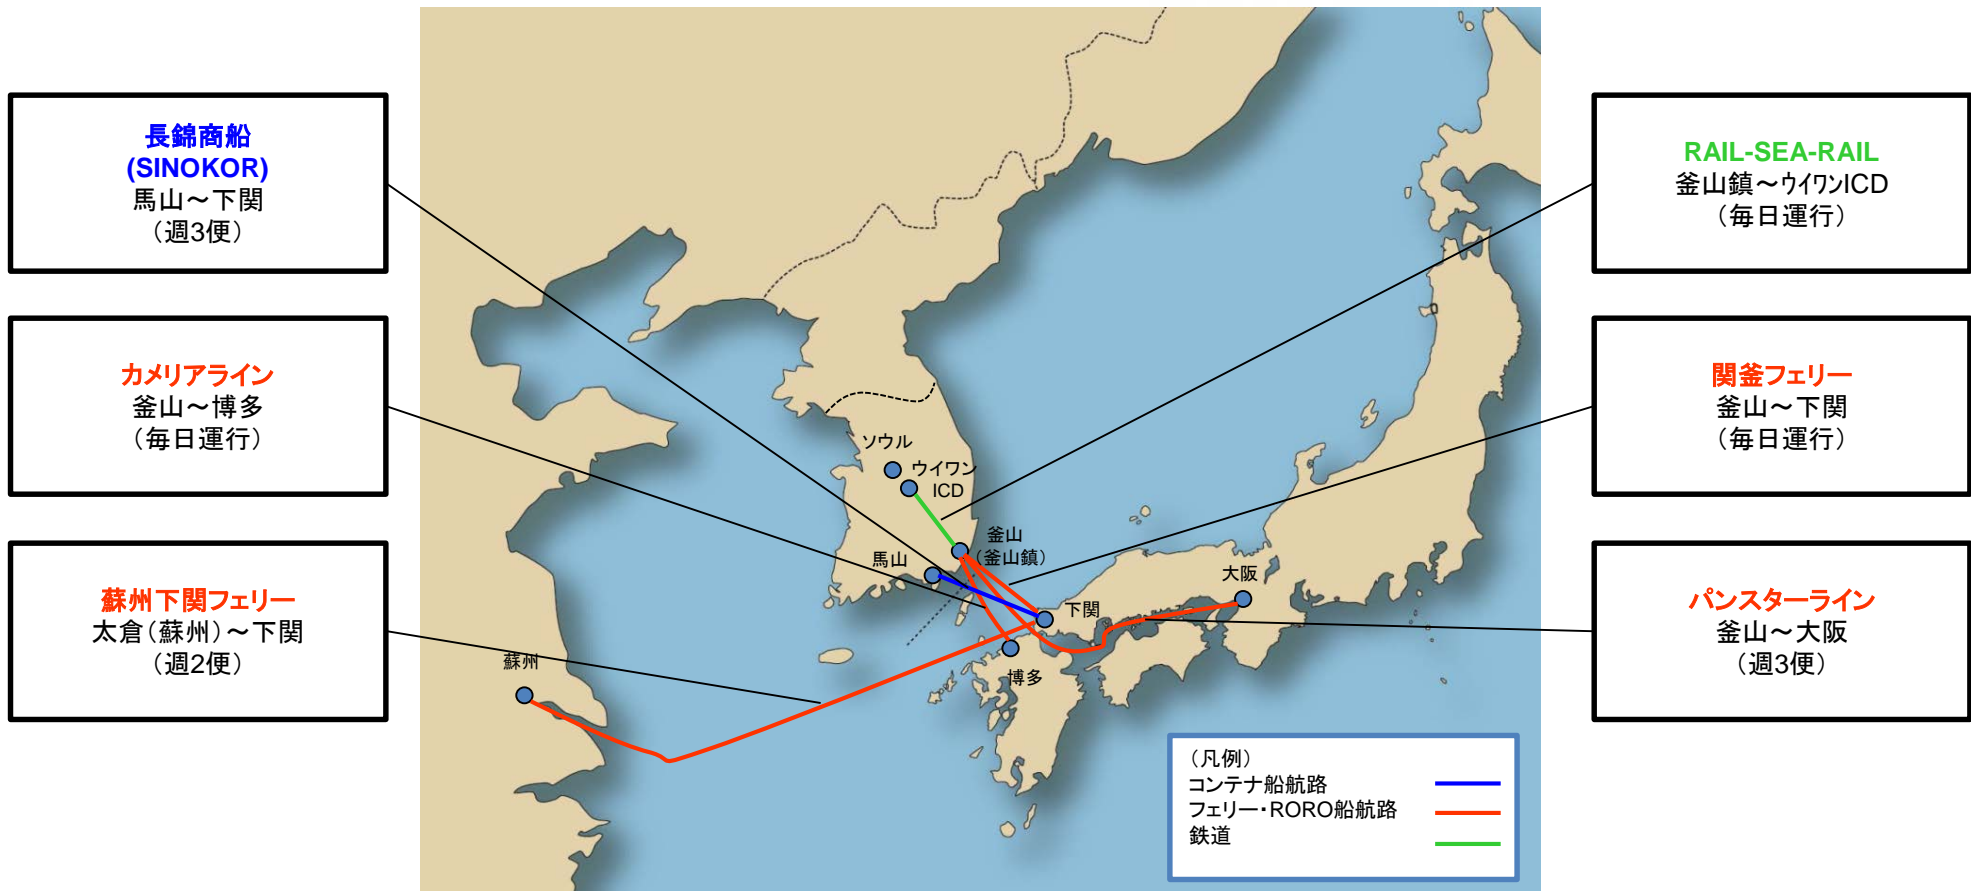 長錦商船
(SINOKOR)
馬山～下関
（週3便）
カメリアライン
釜山～博多
（毎日運行）
蘇州下関フェリー
太倉（蘇州）～下関
（週2便）
RAIL-SEA-RAIL
釜山鎮～ｳｲﾜﾝICD
（毎日運行）
関釜フェリー
釜山～下関
（毎日運行）
パンスターライン
釜山～大阪
（週3便）
ソウル
ウイワン
ICD
釜山
（釜山鎮）
馬山
下関
大阪
博多
蘇州
（凡例）
コンテナ船航路
フェリー・RORO船航路
鉄道